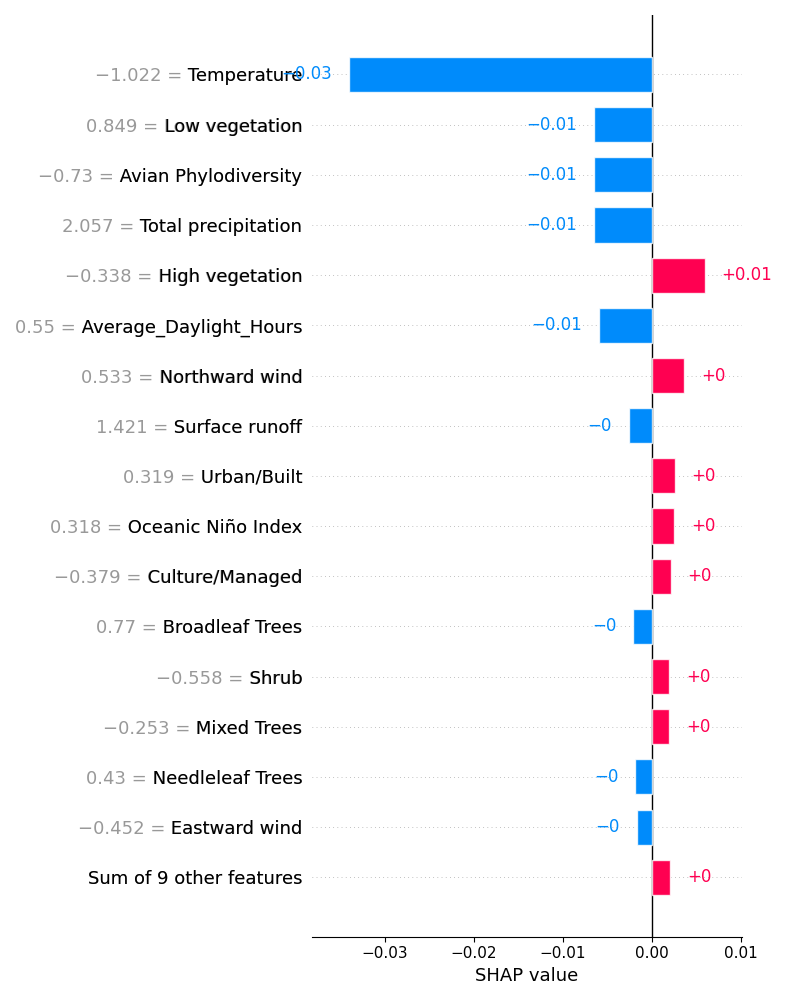 −1.022 = Temperature −0.03
0.849 = Low vegetation −0.01
−0.73 = Avian Phylodiversity −0.01
2.057 = Total precipitation −0.01
−0.338 = High vegetation +0.01
0.55 = Average_Daylight_Hours −0.01
0.533 = Northward wind +0
1.421 = Surface runoff −0
0.319 = Urban/Built +0
0.318 = Oceanic Niño Index +0
−0.379 = Culture/Managed +0
0.77 = Broadleaf Trees −0
−0.558 = Shrub +0
−0.253 = Mixed Trees +0
0.43 = Needleleaf Trees −0
−0.452 = Eastward wind −0
Sum of 9 other features +0
−0.03 −0.02 −0.01 0.00 0.01
SHAP value